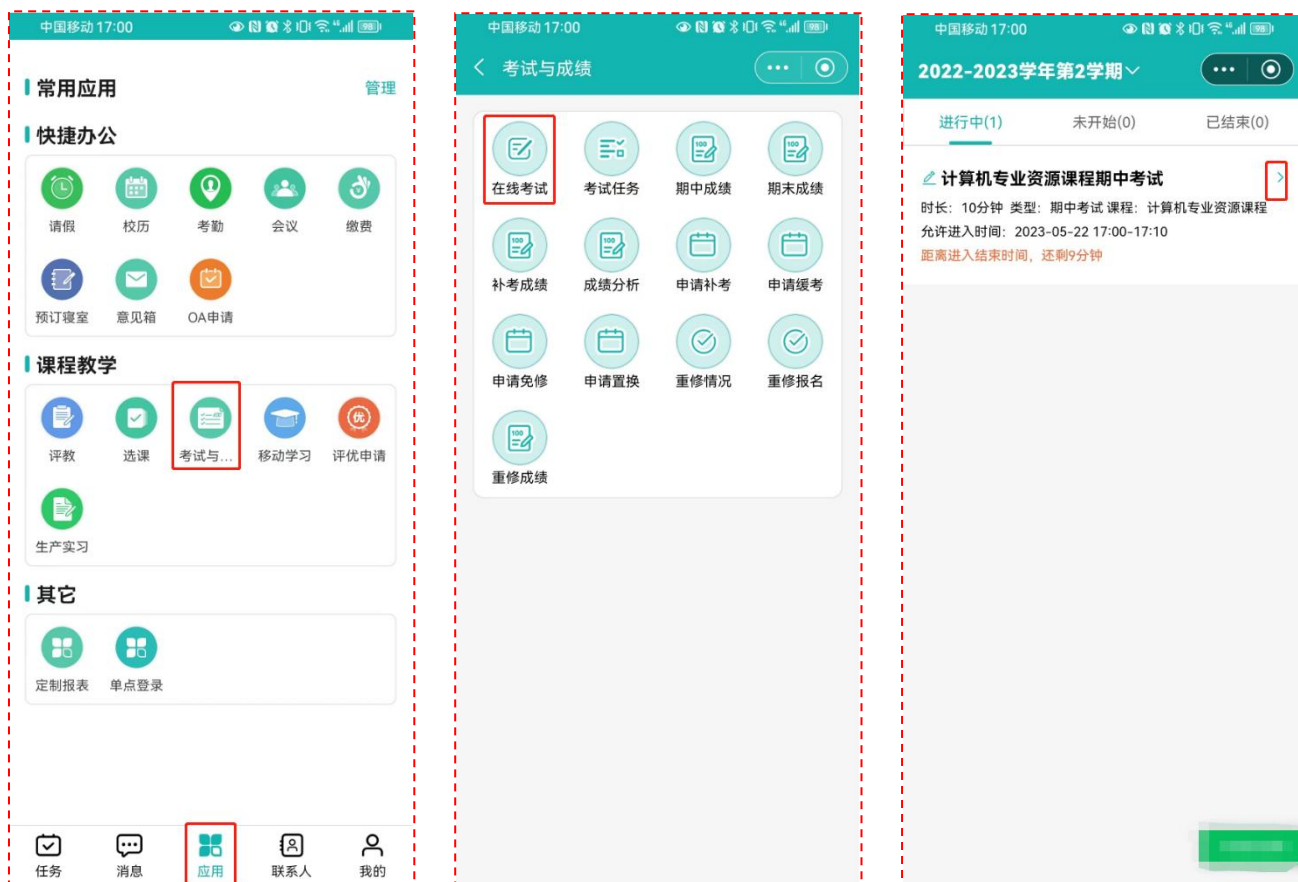 中国移动 17:00
98
常用应用
管理
快捷办公
请假 校历 考勤 会议 缴费
预订寝室 意见箱 OA申请
课程教学
优
评教 选课 考试与... 移动学习 评优申请
生产实习
其它
定制报表 单点登录
任务 消息 应用 联系人 我的
中国移动 17:00
98
考试与成绩
100 100
在线考试 考试任务 期中成绩 期末成绩
100 100
补考成绩 成绩分析 申请补考 申请缓考
申请免修 申请置换 重修情况 重修报名
100
重修成绩
中国移动 17:00
98
2022-2023学年第2学期
进行中(1) 未开始(0) 已结束(0)
计算机专业资源课程期中考试
时长：10分钟 类型：期中考试 课程：计算机专业资源课程
允许进入时间：2023-05-22 17:00-17:10
距离进入结束时间，还剩9分钟